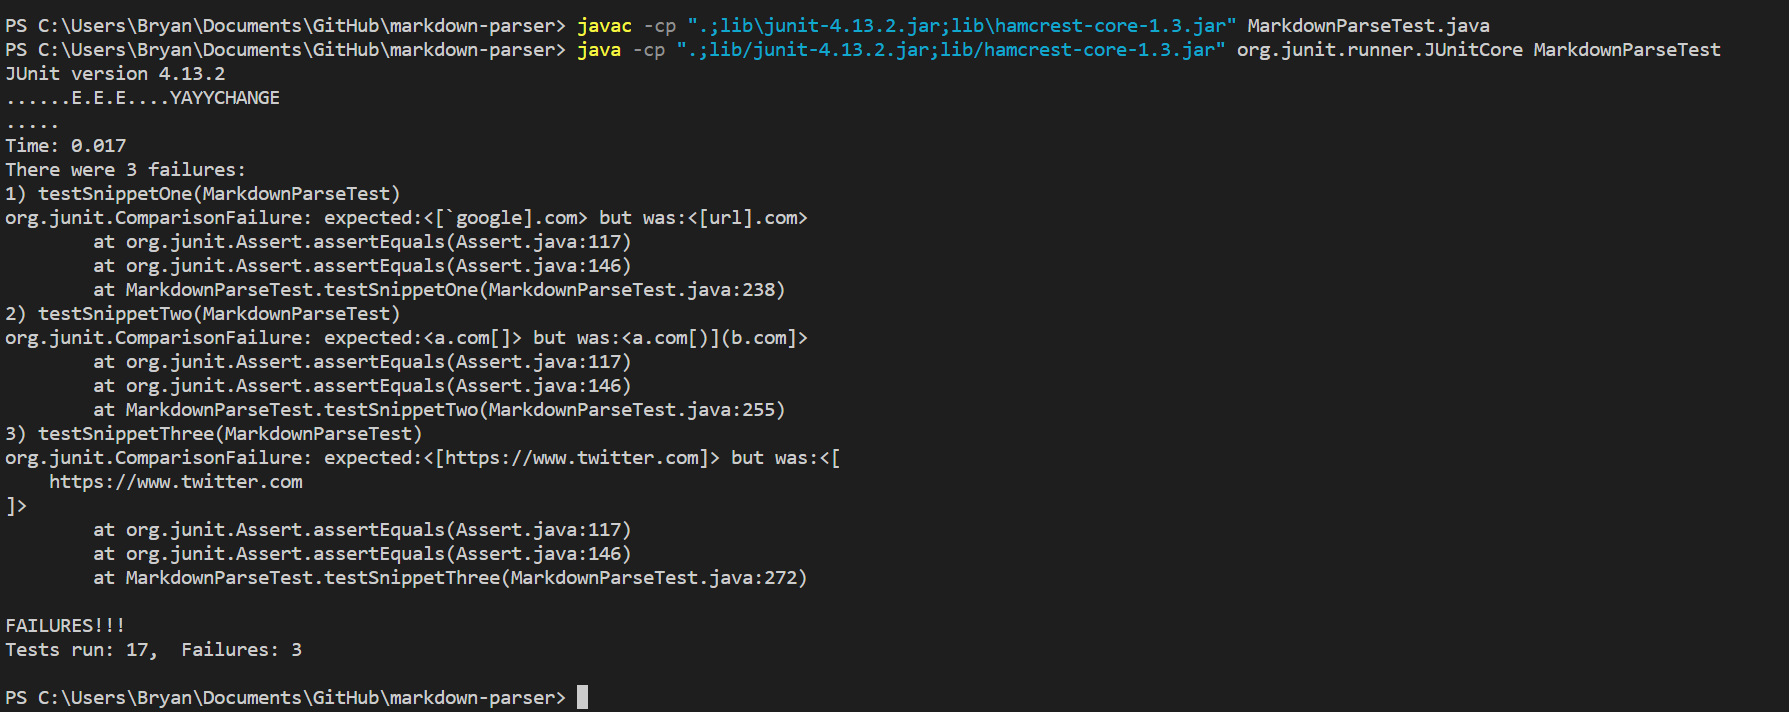 PS C:\Users\Bryan\Documents\GitHub\markdown-parser> javac -cp ".;lib\junit-4.13.2.jar;lib\hamcrest-core-1.3.jar" MarkdownParseTest.java
PS C:\Users\Bryan\Documents\GitHub\markdown-parser> java -cp ".;lib/junit-4.13.2.jar;lib/hamcrest-core-1.3.jar" org.junit.runner.JUnitCore MarkdownParseTest
JUnit version 4.13.2
......E.E.E....YAYYCHANGE
.....
Time: 0.017
There were 3 failures:
1) testSnippetOne(MarkdownParseTest)
org.junit.ComparisonFailure: expected:<[`google].com> but was:<[url].com>
        at org.junit.Assert.assertEquals(Assert.java:117)
        at org.junit.Assert.assertEquals(Assert.java:146)
        at MarkdownParseTest.testSnippetOne(MarkdownParseTest.java:238)
2) testSnippetTwo(MarkdownParseTest)
org.junit.ComparisonFailure: expected:<a.com[]> but was:<a.com[)](b.com]>
        at org.junit.Assert.assertEquals(Assert.java:117)
        at org.junit.Assert.assertEquals(Assert.java:146)
        at MarkdownParseTest.testSnippetTwo(MarkdownParseTest.java:255)
3) testSnippetThree(MarkdownParseTest)
org.junit.ComparisonFailure: expected:<[https://www.twitter.com]> but was:<[
    https://www.twitter.com
]>
        at org.junit.Assert.assertEquals(Assert.java:117)
        at org.junit.Assert.assertEquals(Assert.java:146)
        at MarkdownParseTest.testSnippetThree(MarkdownParseTest.java:272)

FAILURES!!!
Tests run: 17,  Failures: 3

PS C:\Users\Bryan\Documents\GitHub\markdown-parser>